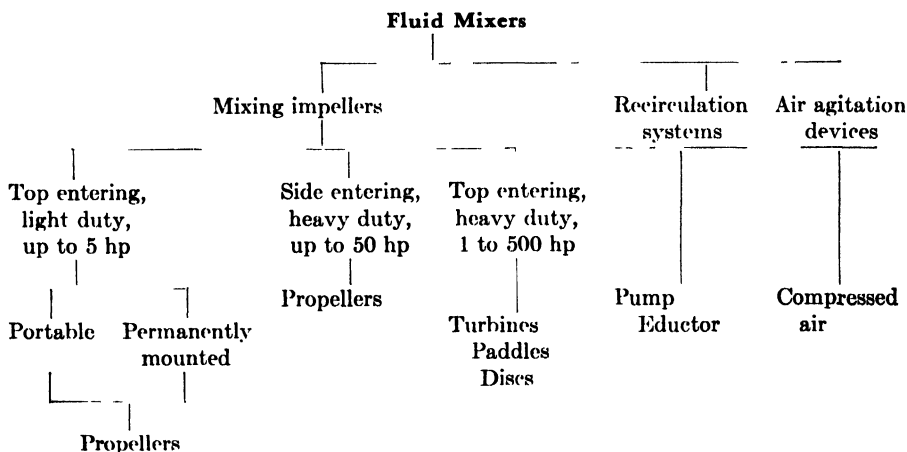 Fluid Mixers
Mixing impellers
Recirculation
systems
Air agitation
devices
Top entering,
light duty,
up to 5 hp
Side entering,
heavy duty,
up to 50 hp
Top entering,
heavy duty,
1 to 500 hp
Portable
Permanently
mounted
Propellers
Propellers
Turbines
Paddles
Discs
Pump
Eductor
Compressed
air